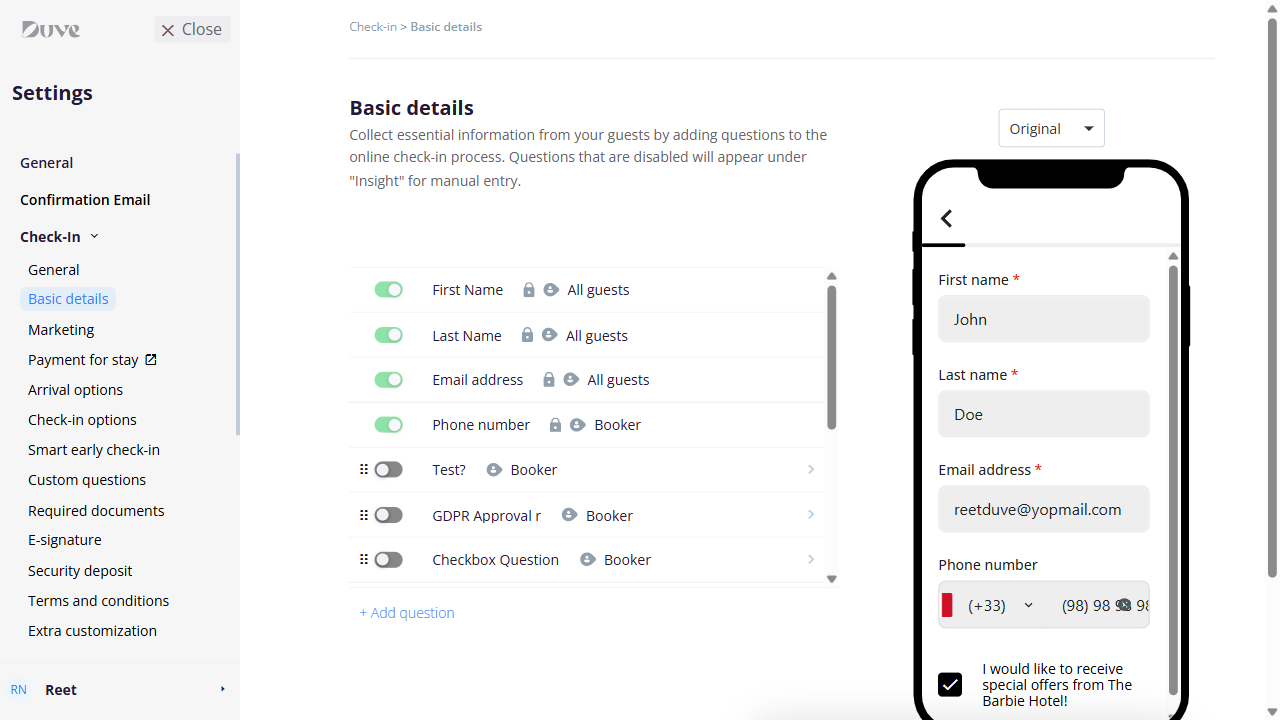 Duve
Close
Settings
General
Confirmation Email
Check-In
General
Basic details
Marketing
Payment for stay
Arrival options
Check-in options
Smart early check-in
Custom questions
Required documents
E-signature
Security deposit
Terms and conditions
Extra customization
RN Reet
Check-in > Basic details
Basic details
Collect essential information from your guests by adding questions to the
online check-in process. Questions that are disabled will appear under
"Insight" for manual entry.
First Name All guests
Last Name All guests
Email address All guests
Phone number Booker
Test? Booker
GDPR Approval r Booker
Checkbox Question Booker
+ Add question
Original
First name *
John
Last name *
Doe
Email address *
reetduve@yopmail.com
Phone number
(+33) (98) 98 98
I would like to receive
special offers from The
Barbie Hotel!